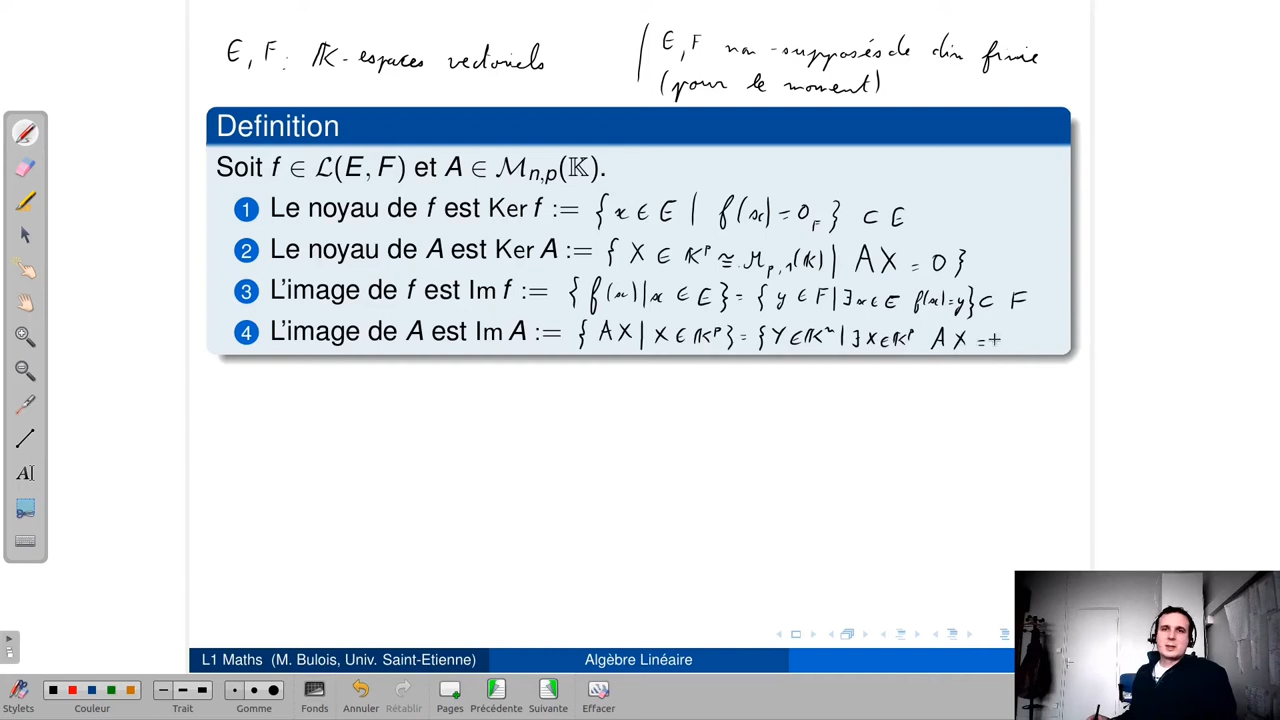 E, F : 𝕂-espaces vectoriels
E, F non-supposés de dim finie
(pour le moment)
Definition
Soit f ∈ ℒ(E, F) et A ∈ ℳn,p(𝕂).
1 Le noyau de f est Ker f := {x ∈ E | f(x) = 0F} ⊂ E
2 Le noyau de A est Ker A := {X ∈ 𝕂ᵖ ≅ ℳp,1(𝕂) | AX = 0}
3 L'image de f est Im f := {f(x) | x ∈ E} = {y ∈ F | ∃ x ∈ E f(x) = y} ⊂ F
4 L'image de A est Im A := {AX | X ∈ 𝕂ᵖ} = {Y ∈ 𝕂ⁿ | ∃ X ∈ 𝕂ᵖ AX =
L1 Maths (M. Bulois, Univ. Saint-Etienne)
Algèbre Linéaire
Stylets
Couleur
Trait
Gomme
Fonds
Annuler
Rétablir
Pages
Précédente
Suivante
Effacer